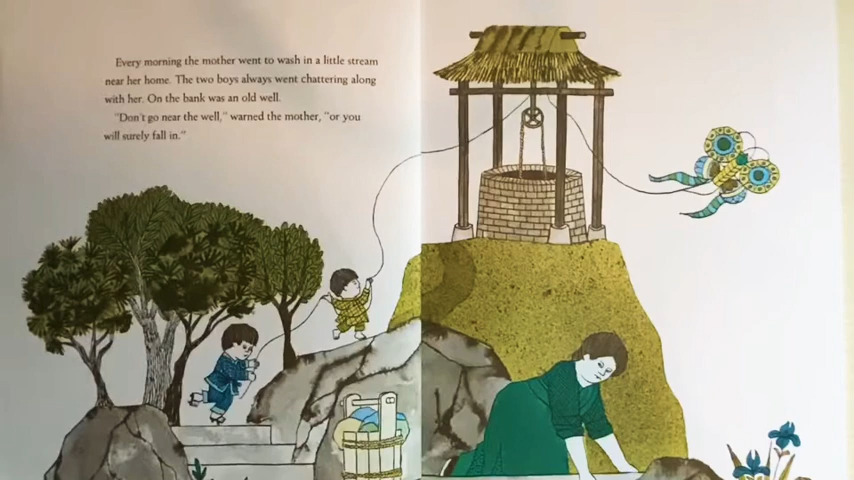 Every morning the mother went to wash in a little stream
near her home. The two boys always went chattering along
with her. On the bank was an old well.
"Don't go near the well," warned the mother, "or you
will surely fall in."